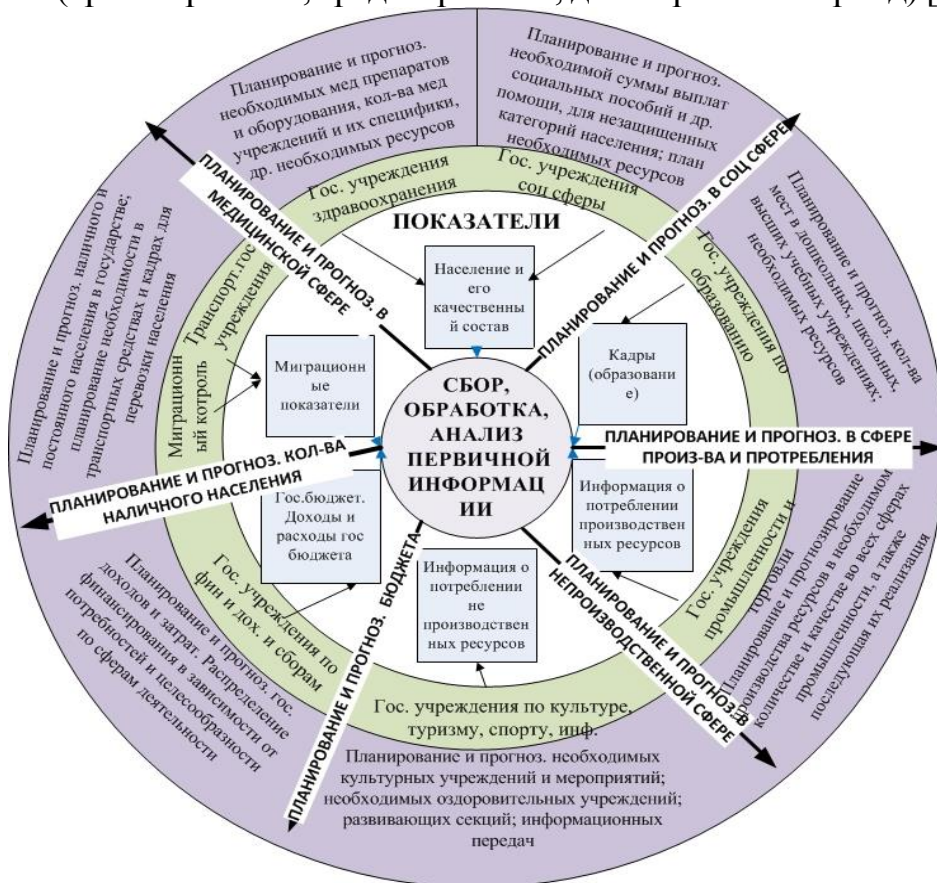 Планирование и прогноз.
необходимых мед препаратов
и оборудования, кол-ва мед
учреждений и их специфики,
др. необходимых ресурсов
Планирование и прогноз.
необходимой суммы выплат
социальных пособий и др.
помощи, для незащищенных
категорий населения; план
необходимых ресурсов
Гос. учреждения
здравоохранения
Гос. учреждения
соц сферы
ПЛАНИРОВАНИЕ И ПРОГНОЗ. В
МЕДИЦИНСКОЙ СФЕРЕ
ПЛАНИРОВАНИЕ И ПРОГНОЗ. В СОЦ СФЕРЕ
ПОКАЗАТЕЛИ
Население и
его
качественны
й состав
Планирование и прогноз. наличного и
постоянного населения в государстве;
планирование необходимости в
транспортных средствах и кадрах для
перевозки населения
Транспорт.гос
учреждения
Миграционн
ый котроль
Миграционн
ые показатели
Гос. учреждения по
образованию
Планирование и прогноз. кол-ва
мест в дошкольных, школьных,
высших учебных учреждениях;
необходимых ресурсов
Кадры
(образовани
е)
СБОР,
ОБРАБОТКА,
АНАЛИЗ
ПЕРВИЧНОЙ
ИНФОРМАЦ
ИИ
ПЛАНИРОВАНИЕ И ПРОГНОЗ. В СФЕРЕ
ПРОИЗ-ВА И ПРОТРЕБЛЕНИЯ
ПЛАНИРОВАНИЕ И ПРОГНОЗ. КОЛ-ВА
НАЛИЧНОГО НАСЕЛЕНИЯ
Гос.бюджет.
Доходы и
расходы гос
бюджета
Информация о
потреблении
производствен
ных ресурсов
Информация о
потреблении
не
производствен
ных ресурсов
Гос. учреждения
промышленности и
торговли
Планирование и прогнозирование
производства ресурсов в необходимом
количестве и качестве во всех сферах
промышленности, а также
последующая их реализация
ПЛАНИРОВАНИЕ И ПРОГНОЗ. В
НЕПРОИЗВОДСТВЕННОЙ СФЕРЕ
ПЛАНИРОВАНИЕ И ПРОГНОЗ. БЮДЖЕТА
Гос. учреждения по
фин и дох. и сборам
Планирование и прогноз. гос.
доходов и затрат. Распределение
финансирования в зависимости от
потребностей и целесообразности
по сферам деятельности
Гос. учреждения по культуре,
туризму, спорту, инф.
Планирование и прогноз. необходимых
культурных учреждений и мероприятий;
необходимых оздоровительных учреждений;
развивающих секций; информационных
передач